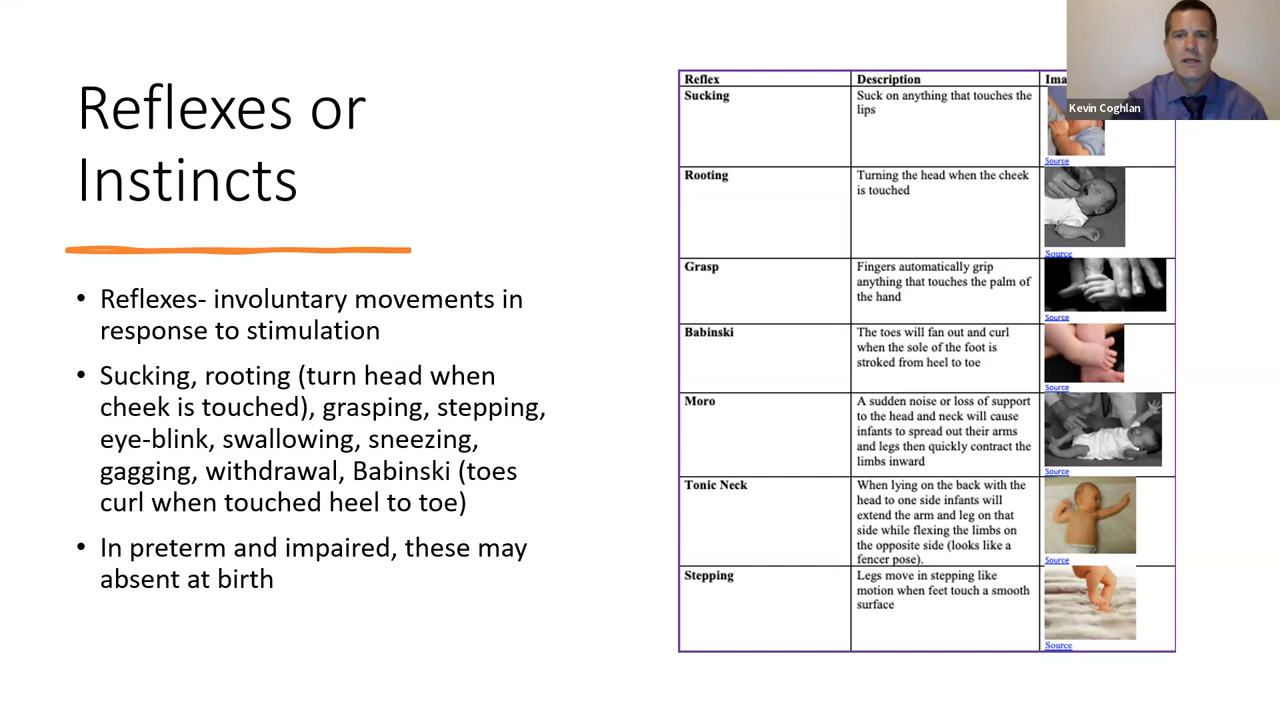 Reflexes or
Instincts
• Reflexes- involuntary movements in
response to stimulation
• Sucking, rooting (turn head when
cheek is touched), grasping, stepping,
eye-blink, swallowing, sneezing,
gagging, withdrawal, Babinski (toes
curl when touched heel to toe)
• In preterm and impaired, these may
absent at birth
Reflex Description Ima
Sucking Suck on anything that touches the
lips
Source
Rooting Turning the head when the cheek
is touched
Source
Grasp Fingers automatically grip
anything that touches the palm of
the hand
Source
Babinski The toes will fan out and curl
when the sole of the foot is
stroked from heel to toe
Source
Moro A sudden noise or loss of support
to the head and neck will cause
infants to spread out their arms
and legs then quickly contract the
limbs inward
Source
Tonic Neck When lying on the back with the
head to one side infants will
extend the arm and leg on that
side while flexing the limbs on
the opposite side (looks like a
fencer pose).
Source
Stepping Legs move in stepping like
motion when feet touch a smooth
surface
Source
Kevin Coghlan